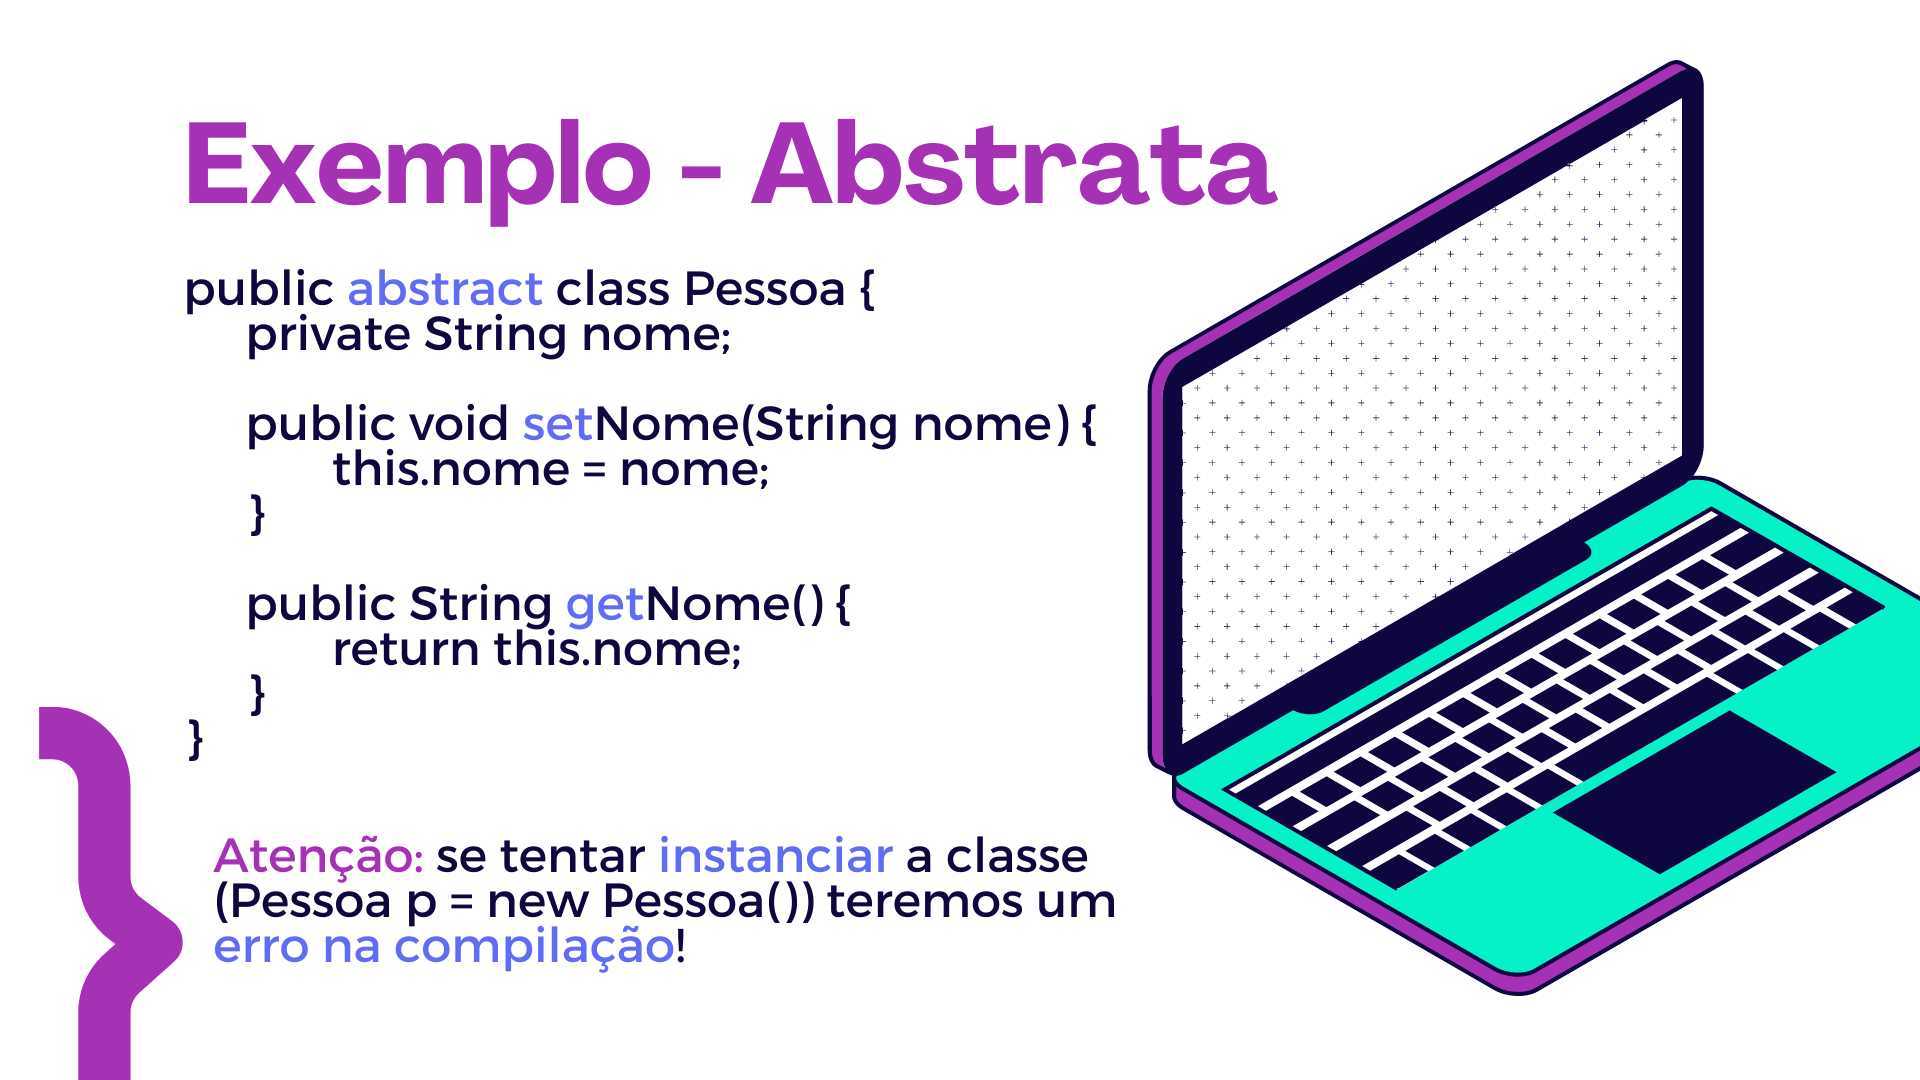 Exemplo - Abstrata
public abstract class Pessoa {
private String nome;
public void setNome(String nome) {
this.nome = nome;
}
public String getNome() {
return this.nome;
}
}
Atenção: se tentar instanciar a classe
(Pessoa p = new Pessoa()) teremos um
erro na compilação!